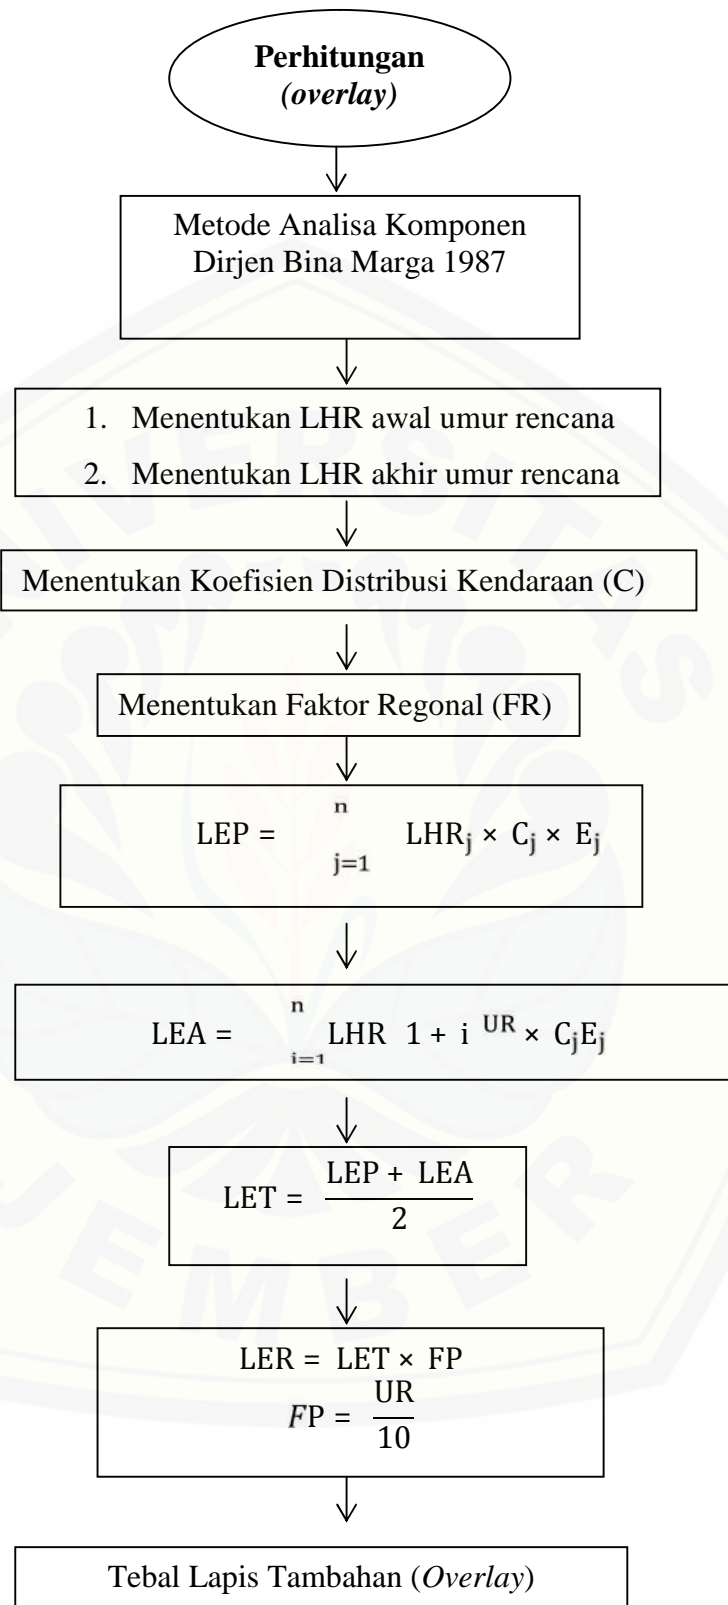 Perhitungan
(overlay)
Metode Analisa Komponen
Dirjen Bina Marga 1987
1. Menentukan LHR awal umur rencana
2. Menentukan LHR akhir umur rencana
Menentukan Koefisien Distribusi Kendaraan (C)
Menentukan Faktor Regonal (FR)
n
LEP = LHRj × Cj × Ej
j=1
n
LEA = LHR 1 + i UR × CjEj
i=1
LEP + LEA
LET =
2
LER = LET × FP
UR
FP =
10
Tebal Lapis Tambahan (Overlay)
UNIVERSITAS
JEMBER